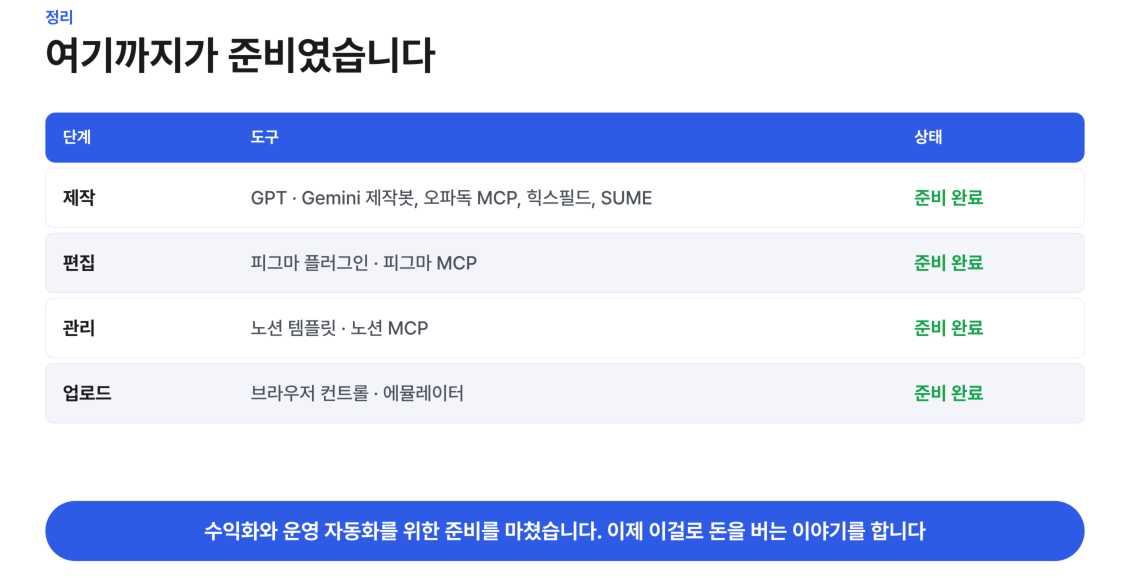 정리
여기까지가 준비였습니다
단계 도구 상태
제작 GPT · Gemini 제작봇, 오파독 MCP, 힉스필드, SUME 준비 완료
편집 피그마 플러그인 · 피그마 MCP 준비 완료
관리 노션 템플릿 · 노션 MCP 준비 완료
업로드 브라우저 컨트롤 · 에뮬레이터 준비 완료
수익화와 운영 자동화를 위한 준비를 마쳤습니다. 이제 이걸로 돈을 버는 이야기를 합니다